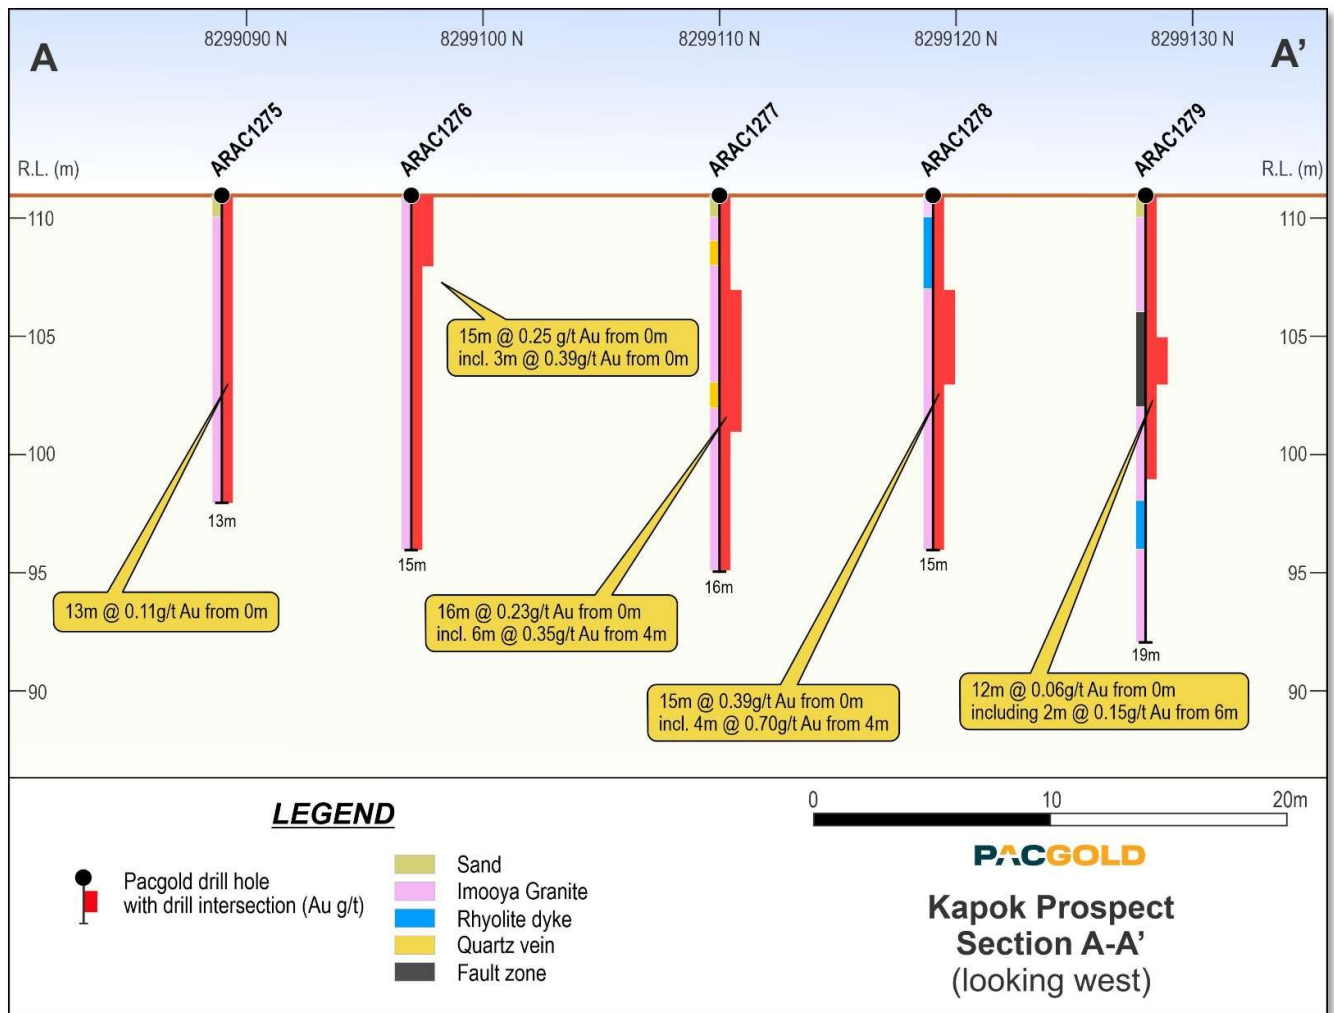 8299090 N
8299100 N
8299110 N
8299120 N
8299130 N
A
A’
ARAC1275
ARAC1276
ARAC1277
ARAC1278
ARAC1279
R.L. (m)
R.L. (m)
110
110
105
105
100
100
95
95
90
90
13m
15m
16m
15m
19m
15m @ 0.25 g/t Au from 0m
incl. 3m @ 0.39g/t Au from 0m
13m @ 0.11g/t Au from 0m
16m @ 0.23g/t Au from 0m
incl. 6m @ 0.35g/t Au from 4m
15m @ 0.39g/t Au from 0m
incl. 4m @ 0.70g/t Au from 4m
12m @ 0.06g/t Au from 0m
including 2m @ 0.15g/t Au from 6m
LEGEND
Pacgold drill hole
with drill intersection (Au g/t)
Sand
Imooya Granite
Rhyolite dyke
Quartz vein
Fault zone
0
10
20m
PACGOLD
Kapok Prospect
Section A-A’
(looking west)